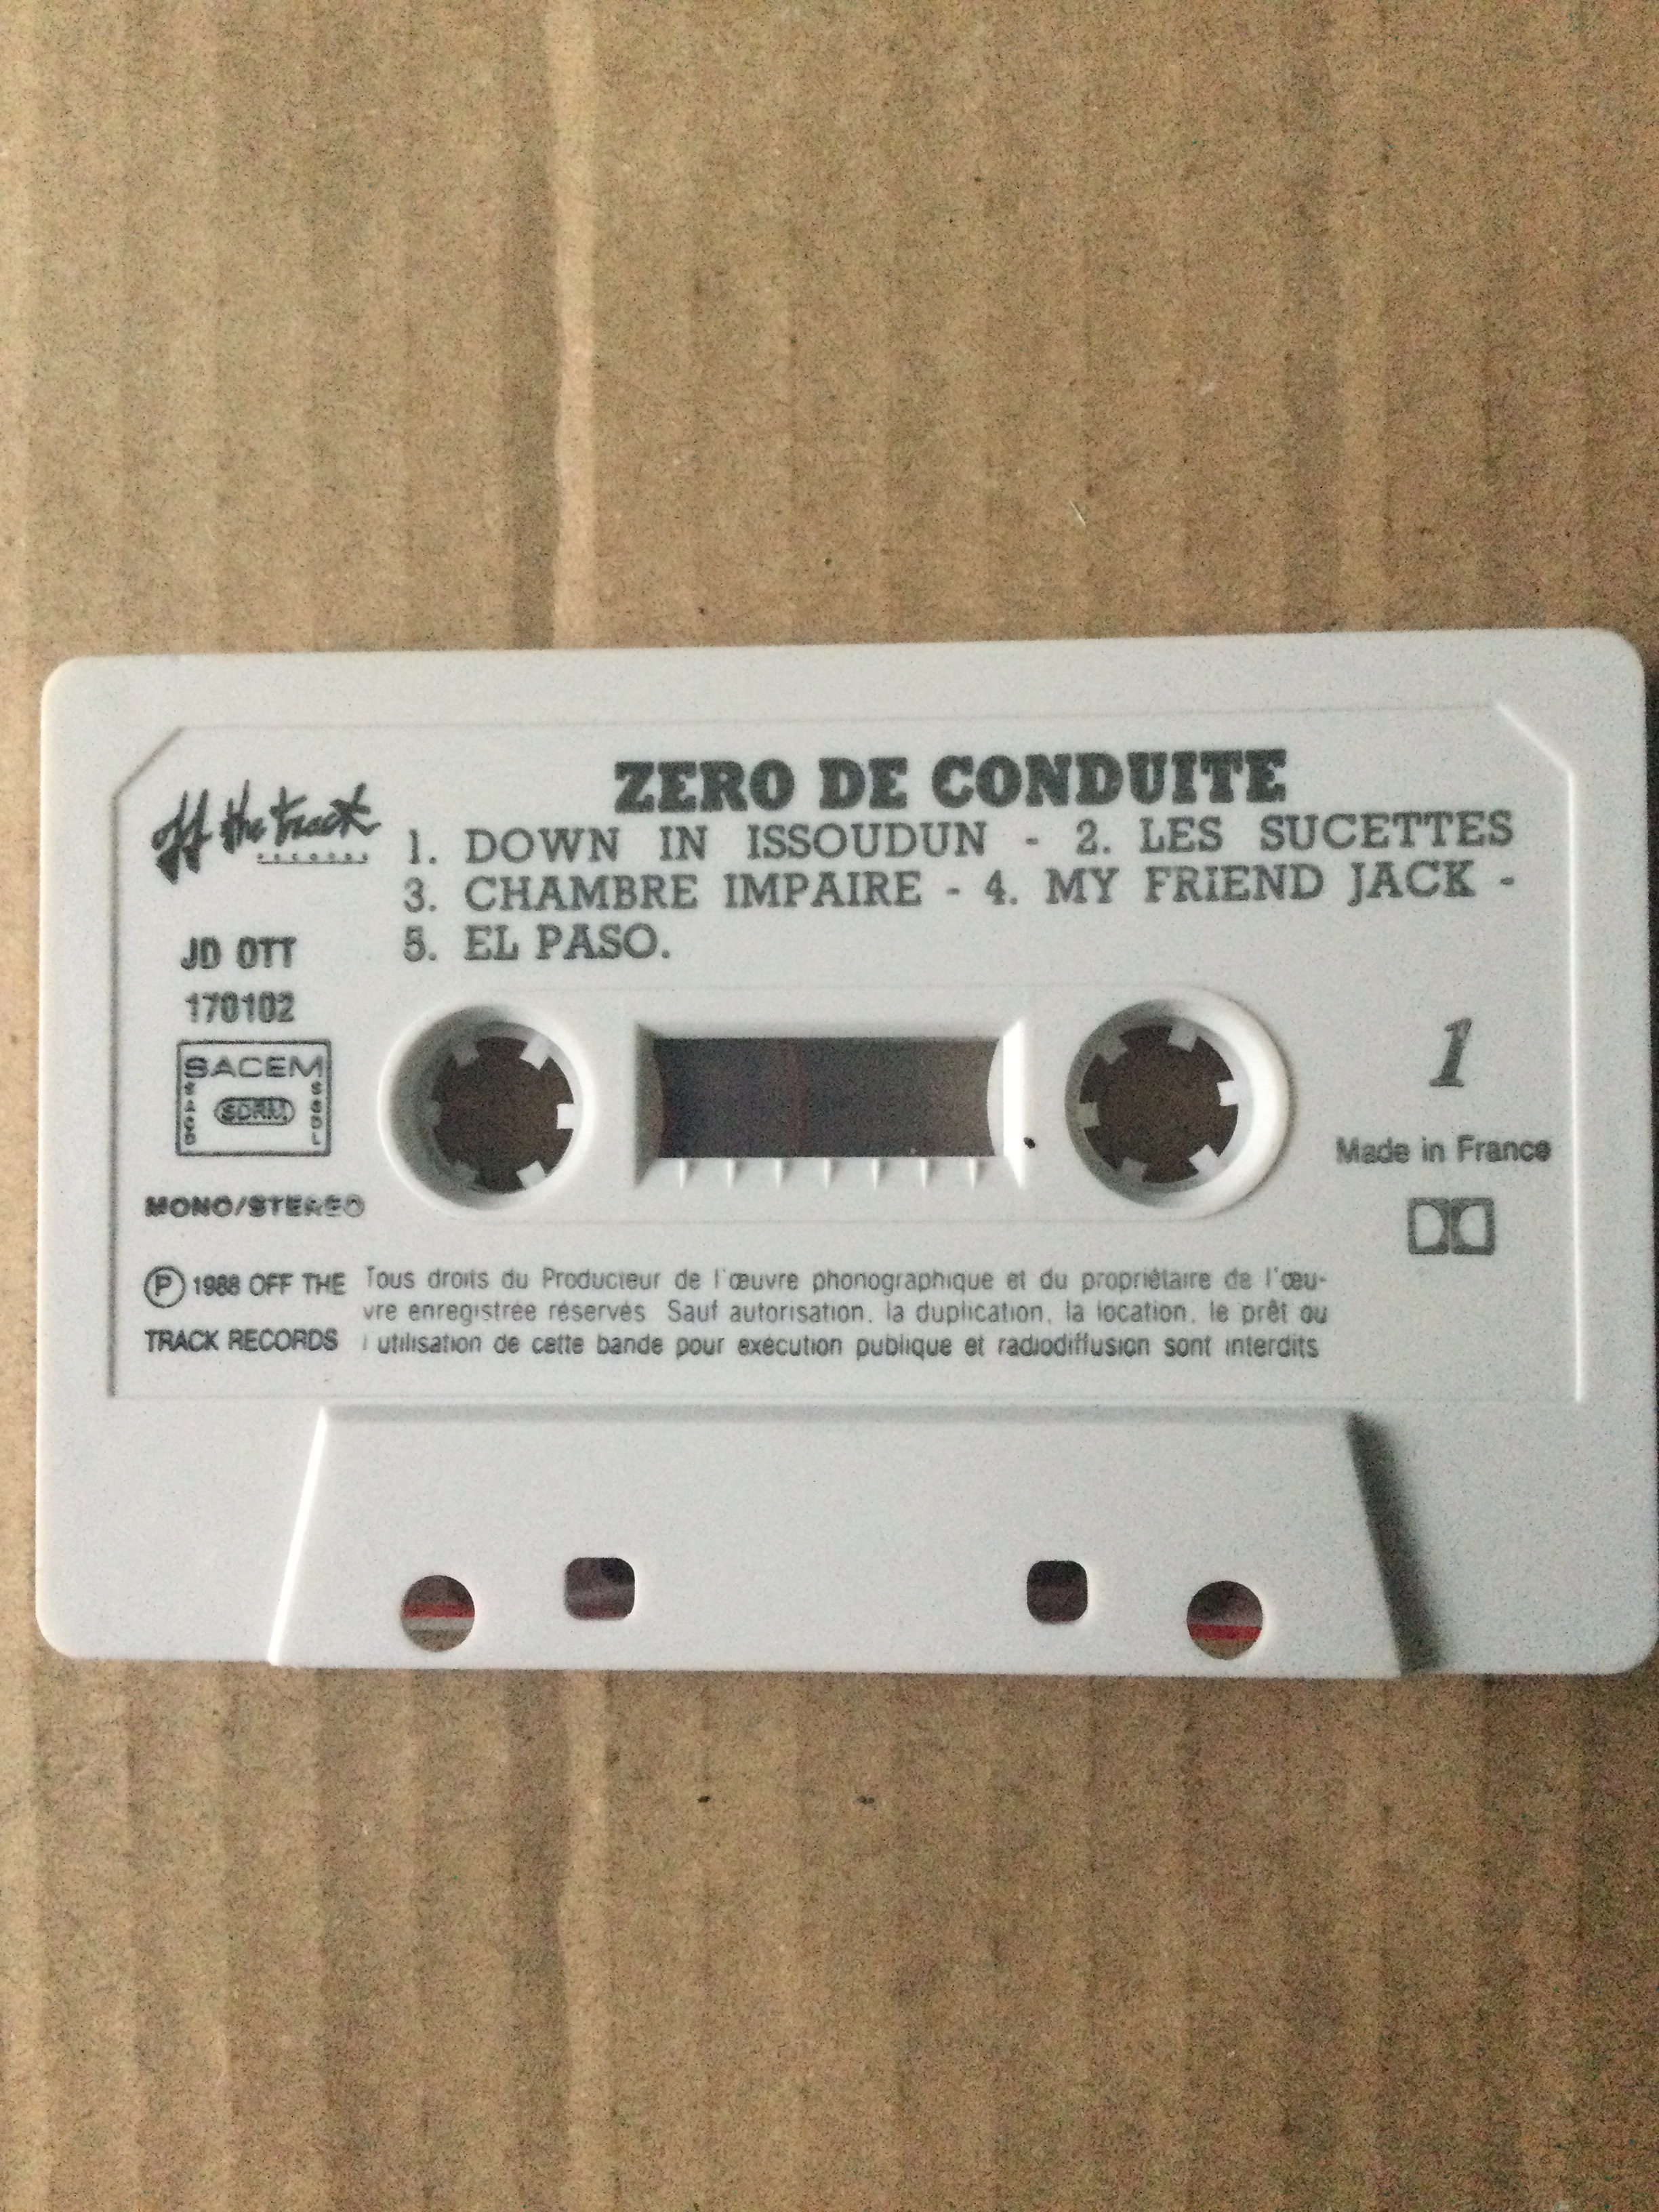 ZERO DE CONDUITE
off the track
RECORDS
1. DOWN IN ISSOUDUN - 2. LES SUCETTES
3. CHAMBRE IMPAIRE - 4. MY FRIEND JACK -
5. EL PASO.
JD OTT
170102
SACEM
SACD
SDRM
SGDL
MONO/STEREO
1
Made in France
Ⓟ 1988 OFF THE
TRACK RECORDS
Tous droits du Producteur de l'œuvre phonographique et du propriétaire de l'œu-
vre enregistrée réservés Sauf autorisation, la duplication, la location, le prêt ou
l utilisation de cette bande pour exécution publique et radiodiffusion sont interdits